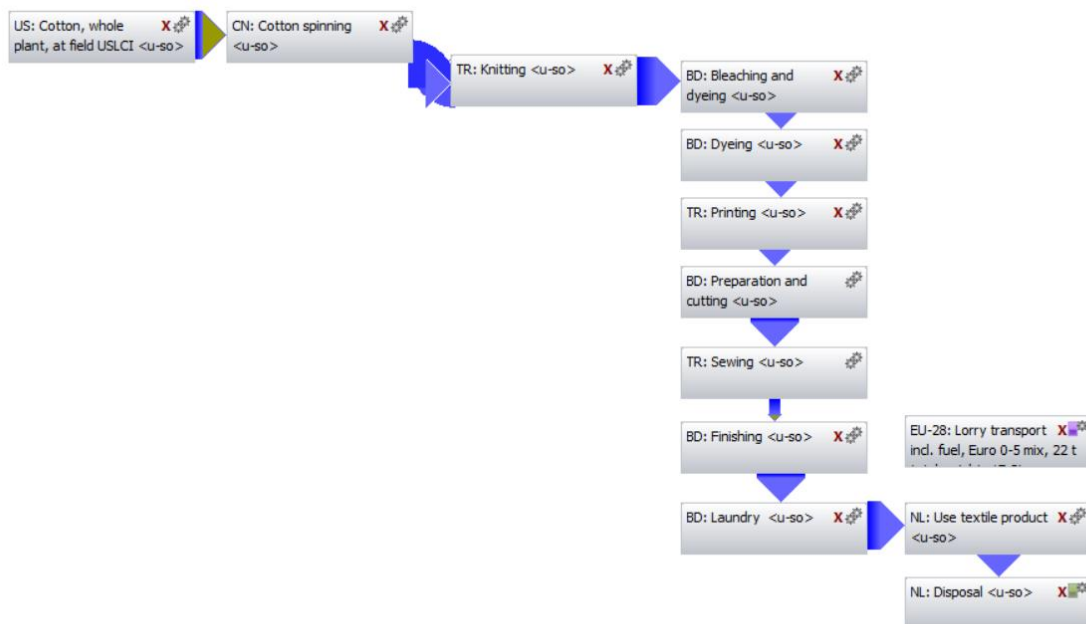 US: Cotton, whole
plant, at field USLCI <u-so>
X
CN: Cotton spinning
<u-so>
X
TR: Knitting <u-so>
X
BD: Bleaching and
dyeing <u-so>
X
BD: Dyeing <u-so>
X
TR: Printing <u-so>
X
BD: Preparation and
cutting <u-so>
TR: Sewing <u-so>
BD: Finishing <u-so>
X
EU-28: Lorry transport
incl. fuel, Euro 0-5 mix, 22 t
X
BD: Laundry <u-so>
X
NL: Use textile product
<u-so>
X
NL: Disposal <u-so>
X